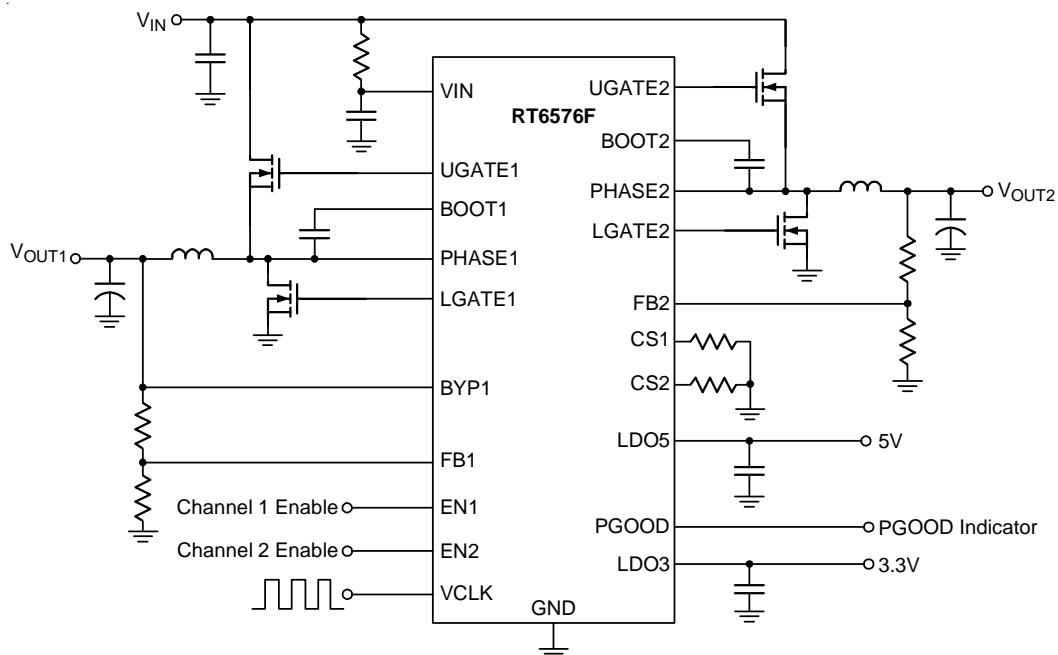 VIN
VIN
RT6576F
UGATE2
BOOT2
UGATE1
PHASE2
VOUT2
BOOT1
LGATE2
VOUT1
PHASE1
LGATE1
FB2
CS1
BYP1
CS2
LDO5
5V
FB1
Channel 1 Enable
EN1
PGOOD
PGOOD Indicator
Channel 2 Enable
EN2
LDO3
3.3V
VCLK
GND